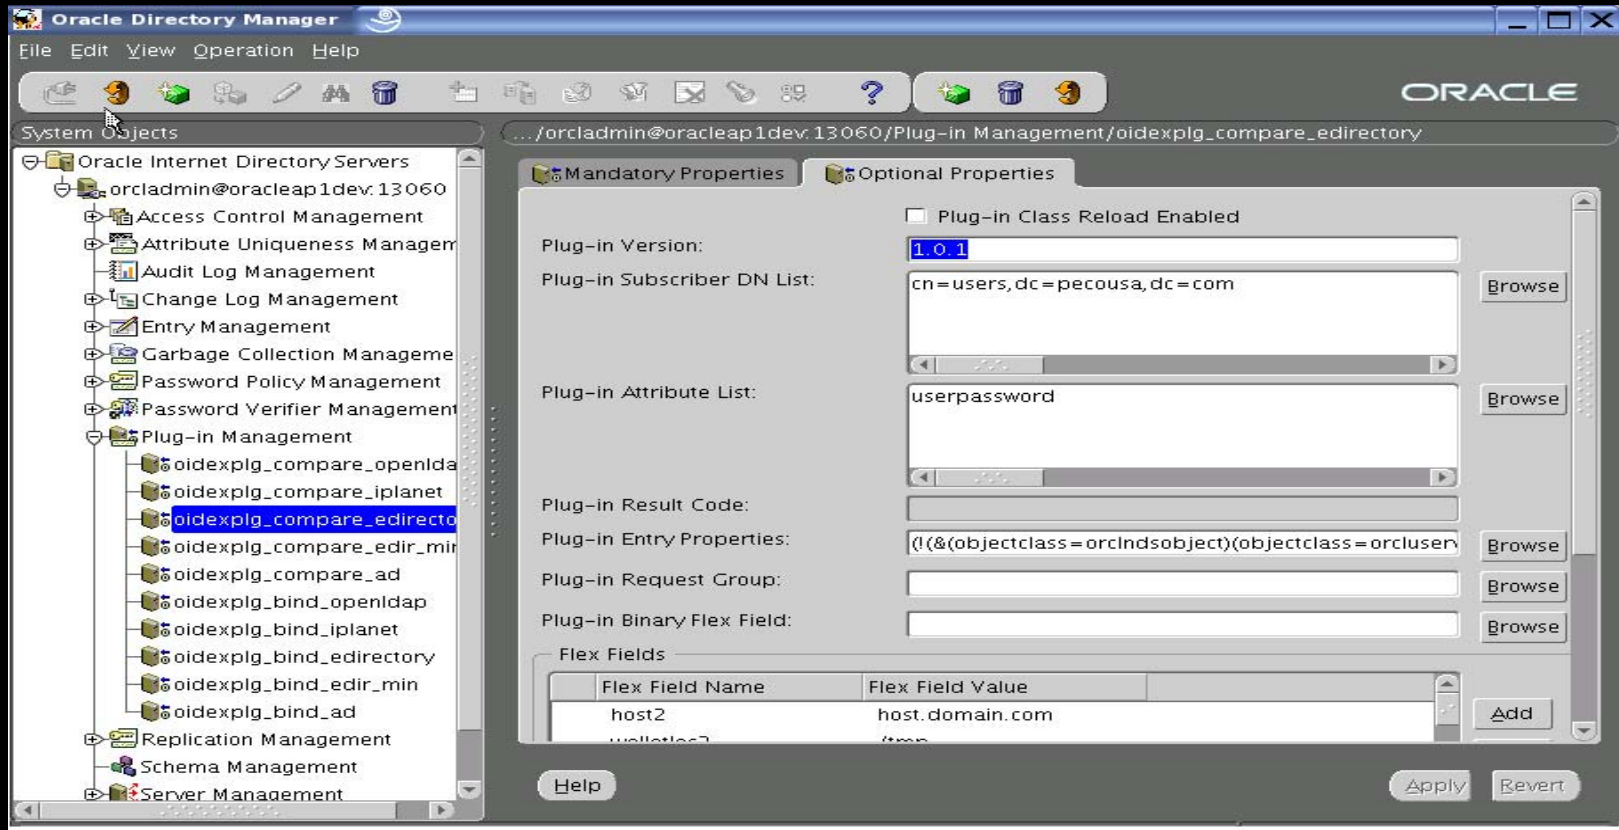 Oracle Directory Manager
File Edit View Operation Help
ORACLE
System Objects
.../orcladmin@oracleap1dev:13060/Plug-in Management/oidexplg_compare_edirectory
Oracle Internet Directory Servers
orcladmin@oracleap1dev:13060
Access Control Management
Attribute Uniqueness Managem
Audit Log Management
Change Log Management
Entry Management
Garbage Collection Manageme
Password Policy Management
Password Verifier Management
Plug-in Management
oidexplg_compare_openlda
oidexplg_compare_iplanet
oidexplg_compare_edirecto
oidexplg_compare_edir_mir
oidexplg_compare_ad
oidexplg_bind_openldap
oidexplg_bind_iplanet
oidexplg_bind_edirectory
oidexplg_bind_edir_min
oidexplg_bind_ad
Replication Management
Schema Management
Server Management
Mandatory Properties
Optional Properties
Plug-in Class Reload Enabled
Plug-in Version:
1.0.1
Plug-in Subscriber DN List:
cn=users,dc=pecousa,dc=com
Browse
Plug-in Attribute List:
userpassword
Browse
Plug-in Result Code:
Plug-in Entry Properties:
(!(&(objectclass=orclndsobject)(objectclass=orcluser
Browse
Plug-in Request Group:
Browse
Plug-in Binary Flex Field:
Browse
Flex Fields
Flex Field Name Flex Field Value
host2 host.domain.com
Add
Help
Apply
Revert